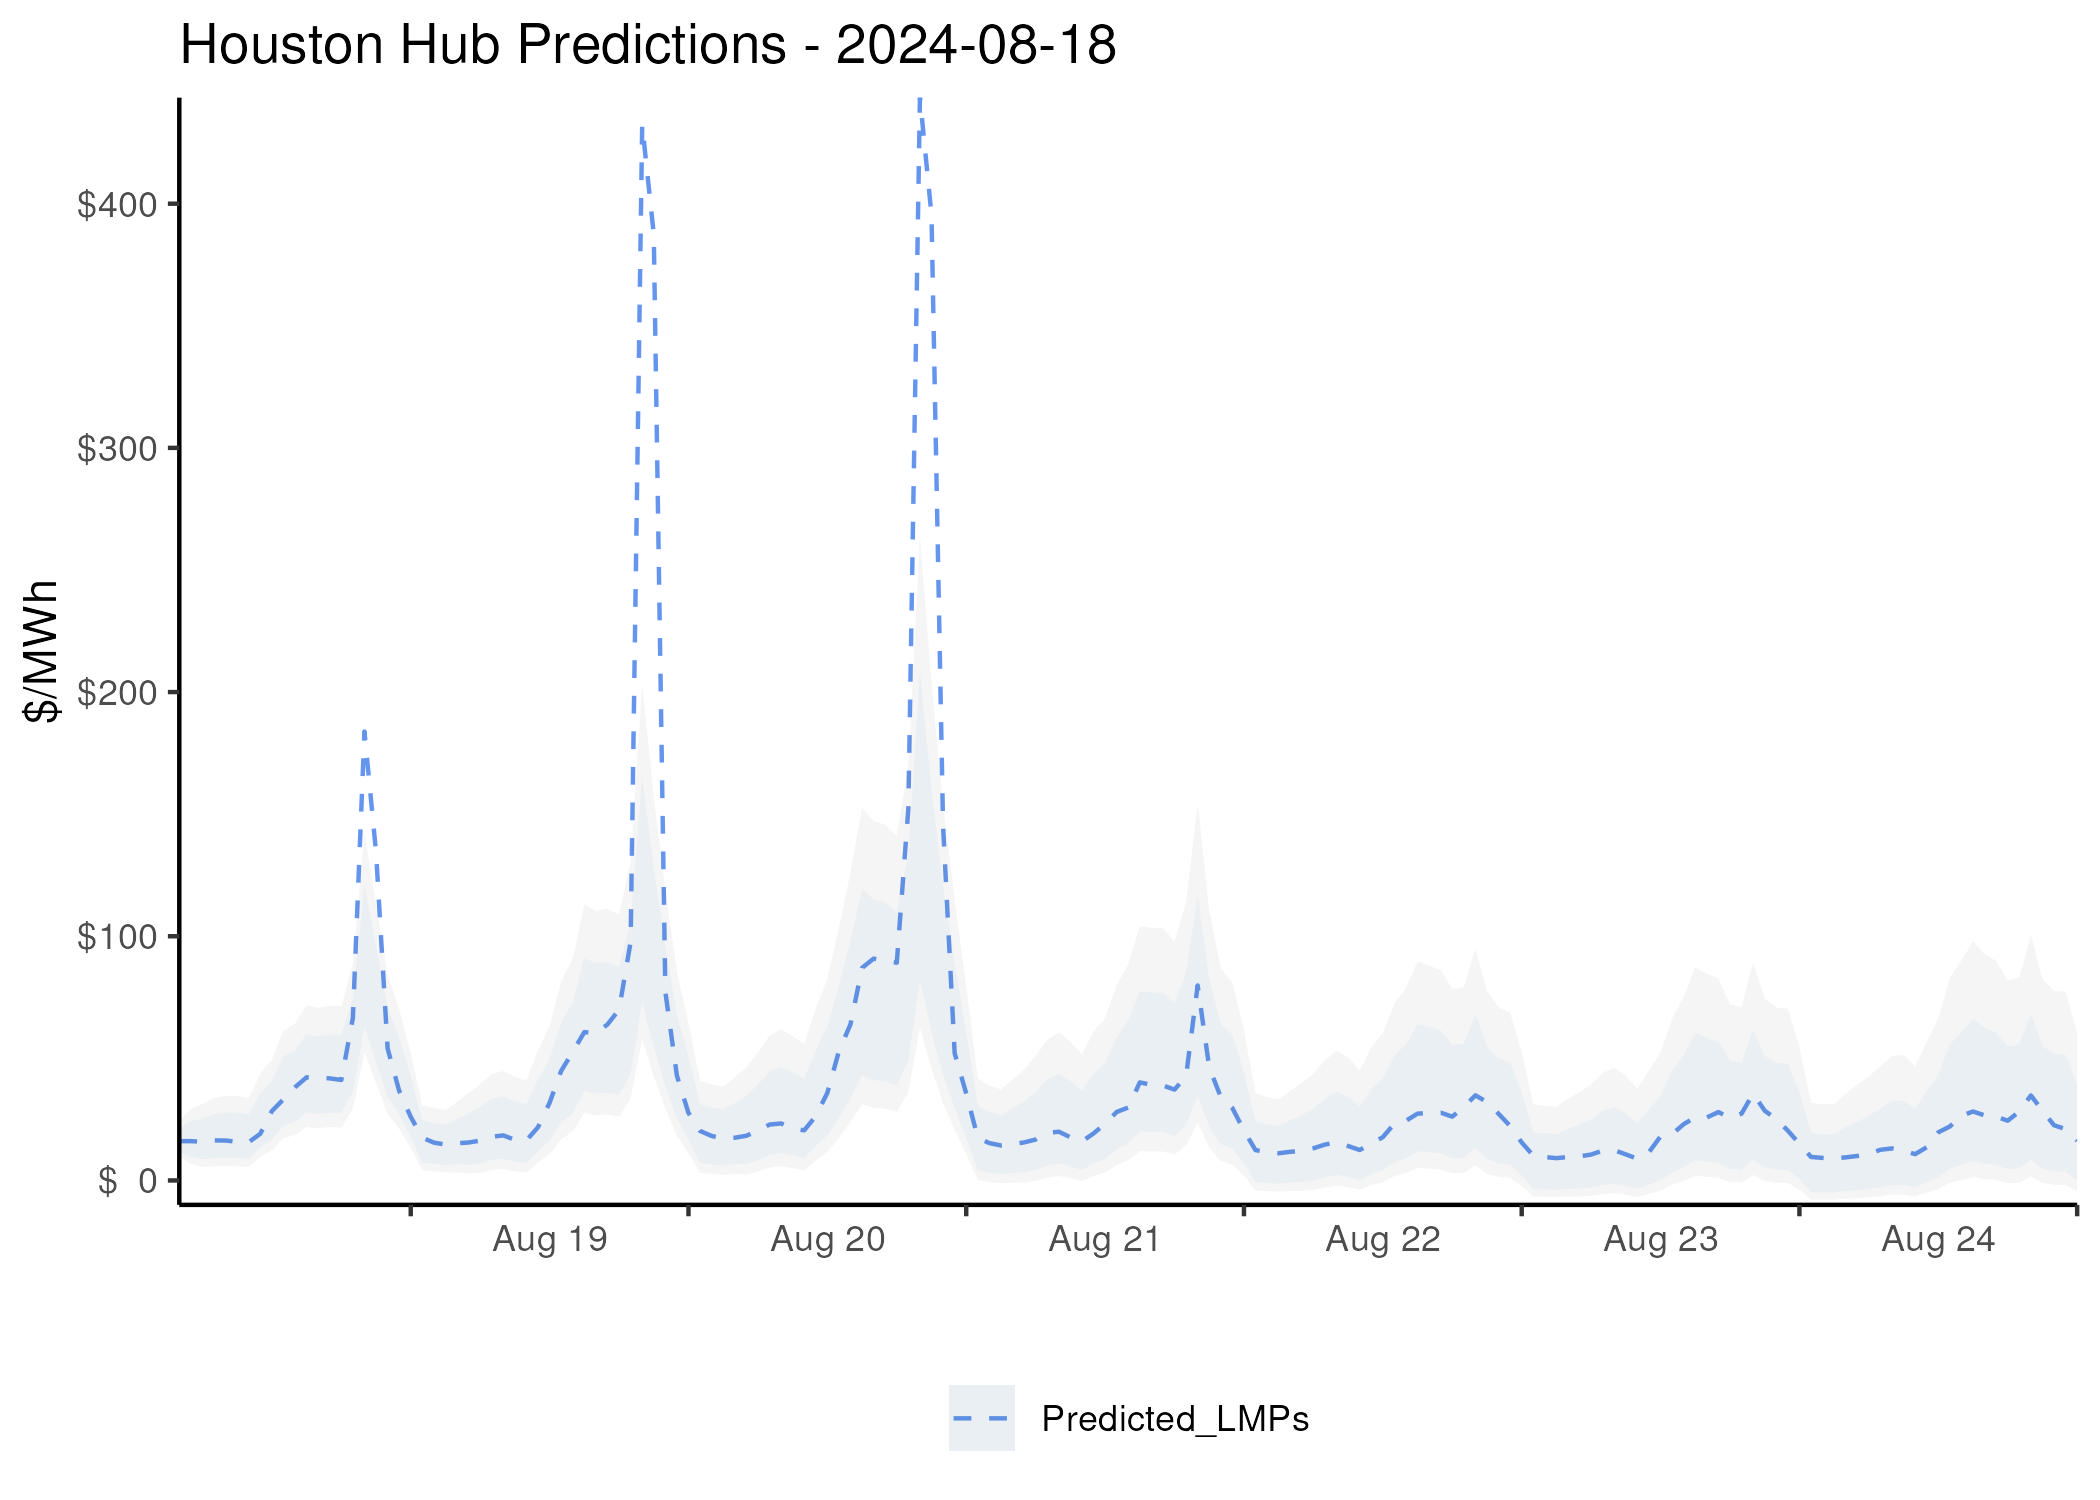 Houston Hub Predictions - 2024-08-18
$/MWh
$400
$300
$200
$100
$  0
Aug 19
Aug 20
Aug 21
Aug 22
Aug 23
Aug 24
Predicted_LMPs